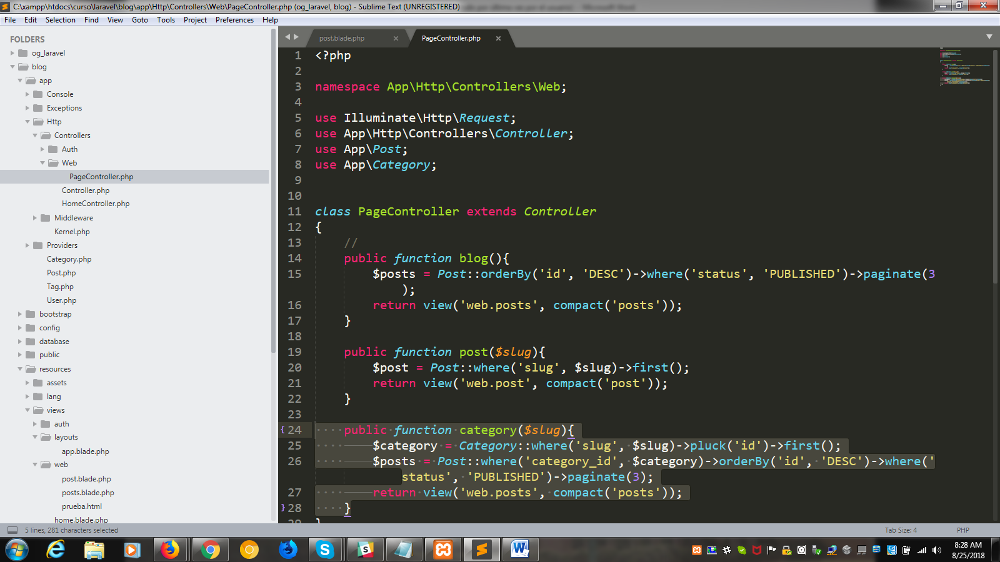 C:\xampp\htdocs\curso\laravel\blog\app\Http\Controllers\Web\PageController.php (og_laravel, blog) - Sublime Text (UNREGISTERED)
File Edit Selection Find View Goto Tools Project Preferences Help
FOLDERS
og_laravel
blog
app
Console
Exceptions
Http
Controllers
Auth
Web
PageController.php
Controller.php
HomeController.php
Middleware
Kernel.php
Providers
Category.php
Post.php
Tag.php
User.php
bootstrap
config
database
public
resources
assets
lang
views
auth
layouts
app.blade.php
web
post.blade.php
posts.blade.php
prueba.html
home.blade.php
post.blade.php × PageController.php ×
1 <?php
2
3 namespace App\Http\Controllers\Web;
4
5 use Illuminate\Http\Request;
6 use App\Http\Controllers\Controller;
7 use App\Post;
8 use App\Category;
9
10
11 class PageController extends Controller
12 {
13 //
14 public function blog(){
15 $posts = Post::orderBy('id', 'DESC')->where('status', 'PUBLISHED')->paginate(3
);
16 return view('web.posts', compact('posts'));
17 }
18
19 public function post($slug){
20 $post = Post::where('slug', $slug)->first();
21 return view('web.post', compact('post'));
22 }
23
24 public function category($slug){
25 $category = Category::where('slug', $slug)->pluck('id')->first();
26 $posts = Post::where('category_id', $category)->orderBy('id', 'DESC')->where('
status', 'PUBLISHED')->paginate(3);
27 return view('web.posts', compact('posts'));
28 }
29 }
5 lines, 281 characters selected
Tab Size: 4 PHP
8:28 AM
8/25/2018